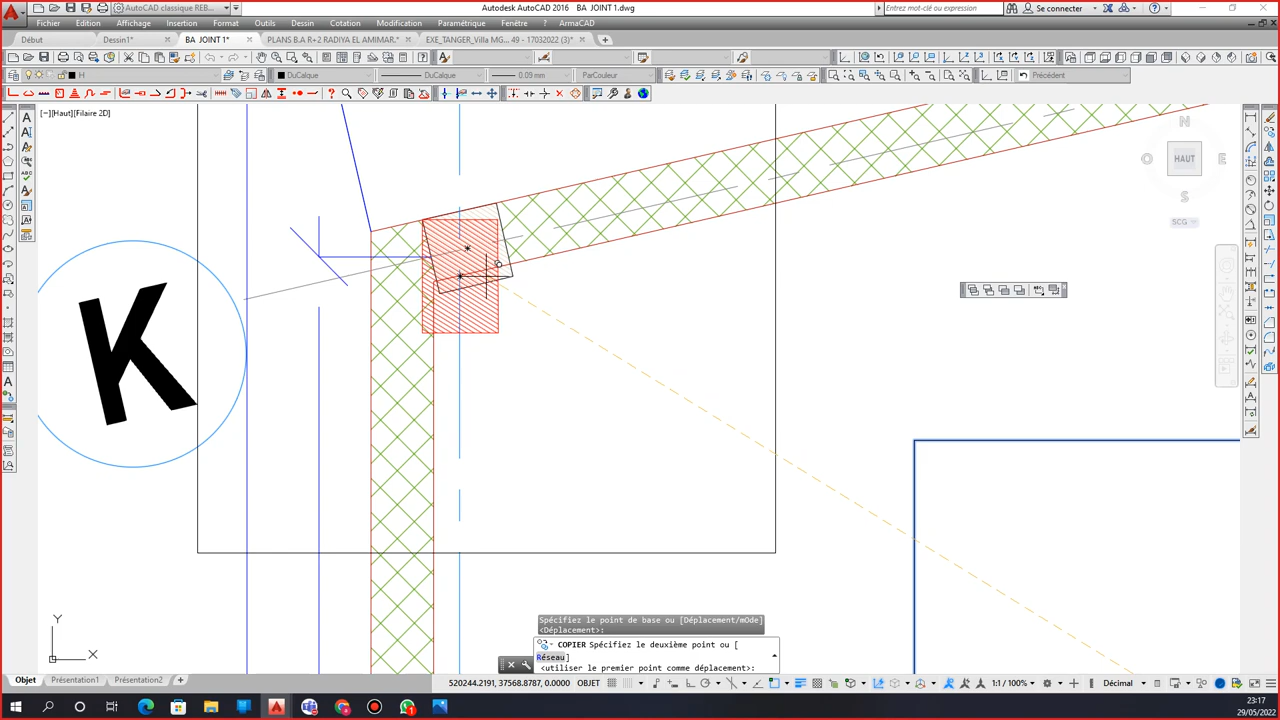 AutoCAD classique REB...
Autodesk AutoCAD 2016 BA JOINT 1.dwg
Entrez mot-clé ou expression
Se connecter
Fichier Edition Insertion Format Outils Dessin Cotation Modification Paramétrique Fenêtre ? ArmaCAD
Début Dessin1* BA JOINT 1* PLANS B.A R+2 RADIYA EL AMIMAR.* EXE_TANGER_Villa MG... 49 - 17032022 (3)*
H DuCalque DuCalque 0.09 mm ParCouleur Précédent
[−][Haut][Filaire 2D]
N
O HAUT E
S
SCG
K
Y
X
Spécifiez le point de base ou [Déplacement/mOde]
<Déplacement>:
COPIER Spécifiez le deuxième point ou [
Réseau]
<utiliser le premier point comme déplacement>:
Objet Présentation1 Présentation2 +
520244.2191, 37568.8787, 0.0000 OBJET 1:1 / 100% Décimal
23:17
29/05/2022